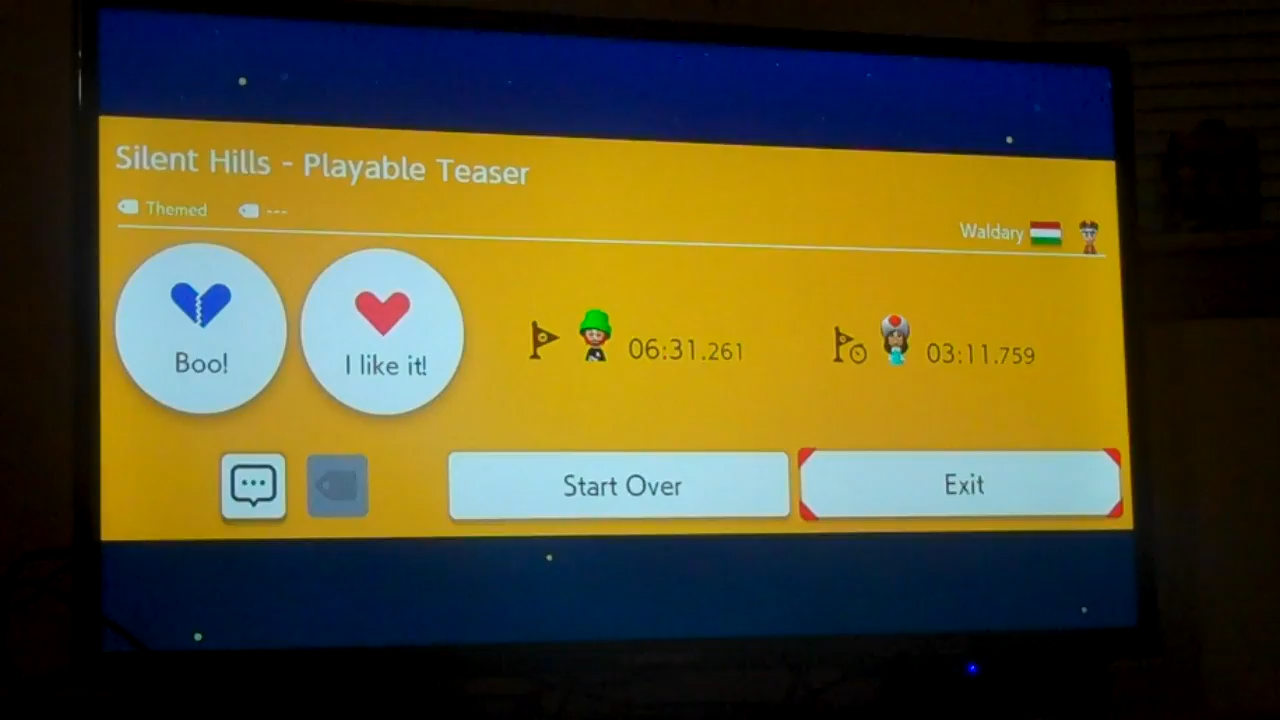 Silent Hills - Playable Teaser
Themed ---
Waldary
Boo!
I like it!
06:31.261
03:11.759
Start Over
Exit